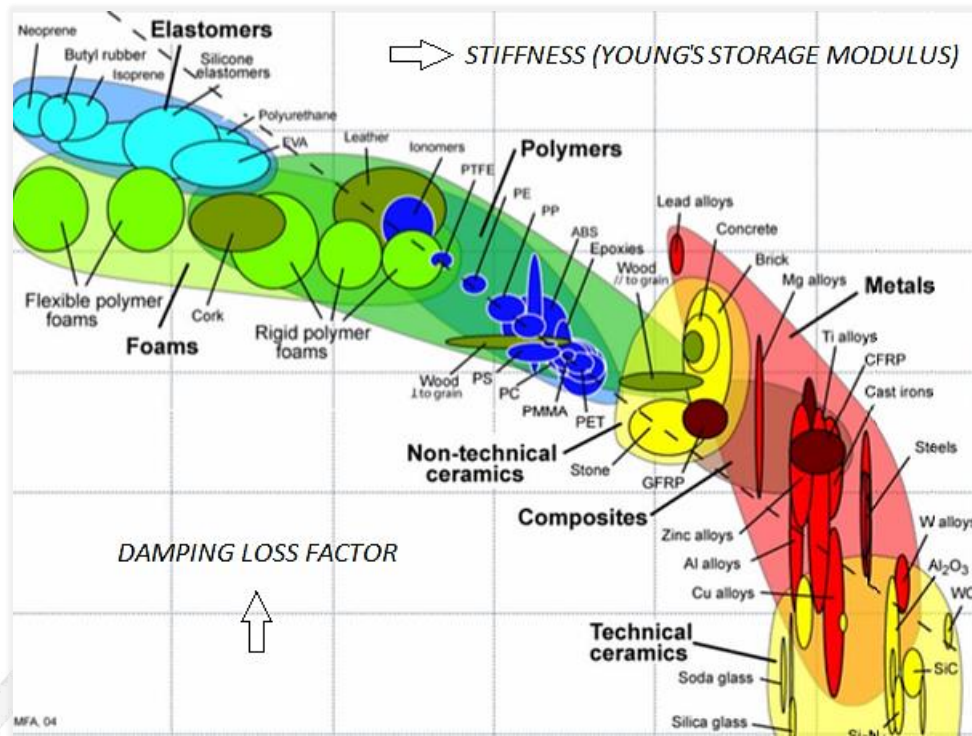 Neoprene
Elastomers
Butyl rubber
Silicone
elastomers
Isoprene
STIFFNESS (YOUNG'S STORAGE MODULUS)
Polyurethane
EVA
Leather
Ionomers
Polymers
PTFE
PE
PP
ABS
Epoxies
Lead alloys
Concrete
Wood
// to grain
Brick
Mg alloys
Metals
Flexible polymer
foams
Cork
Foams
Rigid polymer
foams
Ti alloys
CFRP
Cast irons
Wood
⊥ to grain
PS
PC
PMMA
PET
Non-technical
ceramics
Stone
GFRP
Steels
Composites
Zinc alloys
W alloys
DAMPING LOSS FACTOR
Al alloys
Al2O3
Cu alloys
WC
Technical
ceramics
Soda glass
SiC
MFA, 04
Silica glass